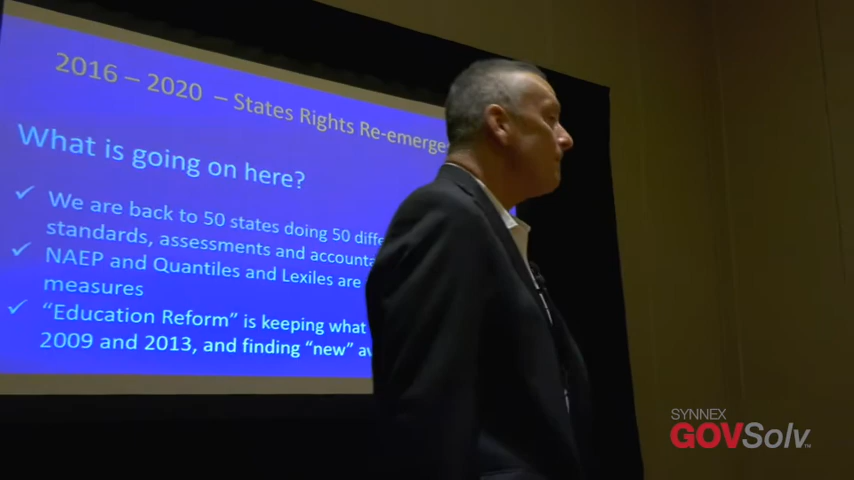 2016 – 2020 – States Rights Re-emerge
What is going on here?
✓ We are back to 50 states doing 50
standards, assessments and
✓ NAEP and Quantiles and Lexiles are
measures
✓ “Education Reform” is keeping what
2009 and 2013, and finding “new”
SYNNEX
GOVSolv™